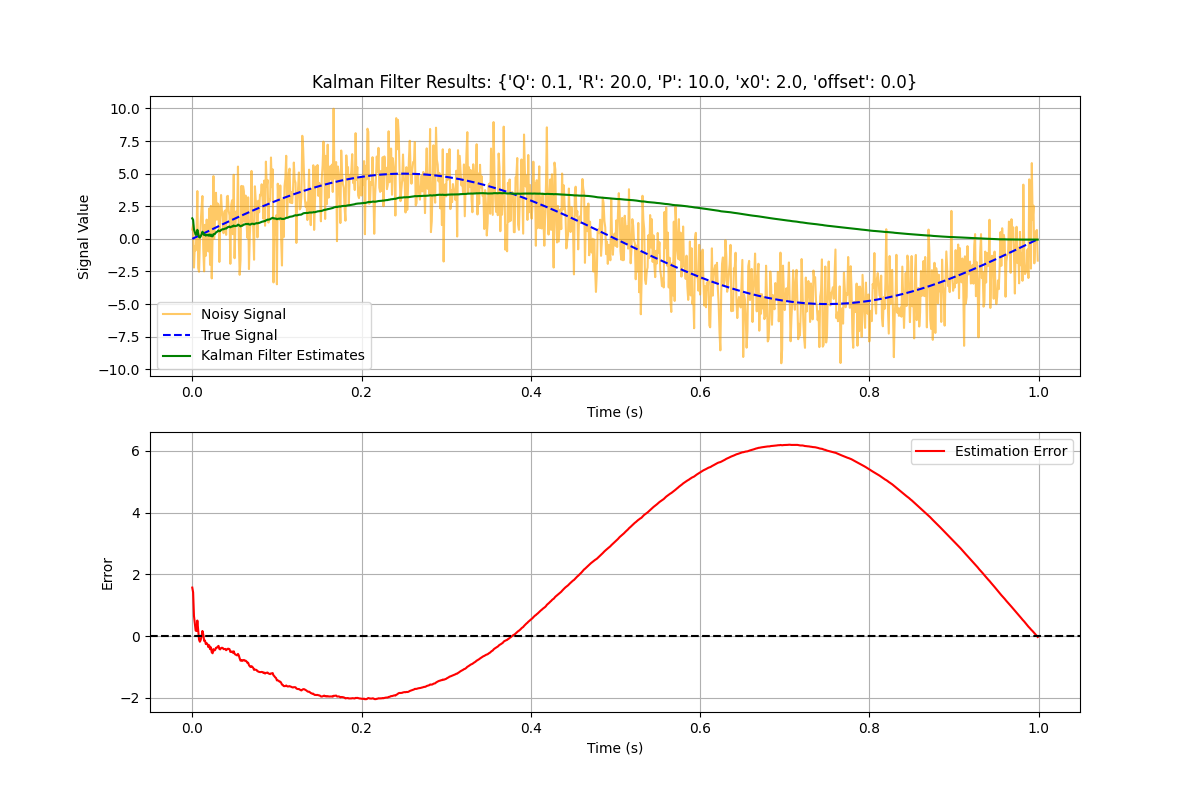 Kalman Filter Results: {'Q': 0.1, 'R': 20.0, 'P': 10.0, 'x0': 2.0, 'offset': 0.0}
10.0
7.5
5.0
2.5
0.0
−2.5
−5.0
−7.5
−10.0
Signal Value
Noisy Signal
True Signal
Kalman Filter Estimates
0.0 0.2 0.4 0.6 0.8 1.0
Time (s)
6
4
2
0
−2
Error
Estimation Error
0.0 0.2 0.4 0.6 0.8 1.0
Time (s)